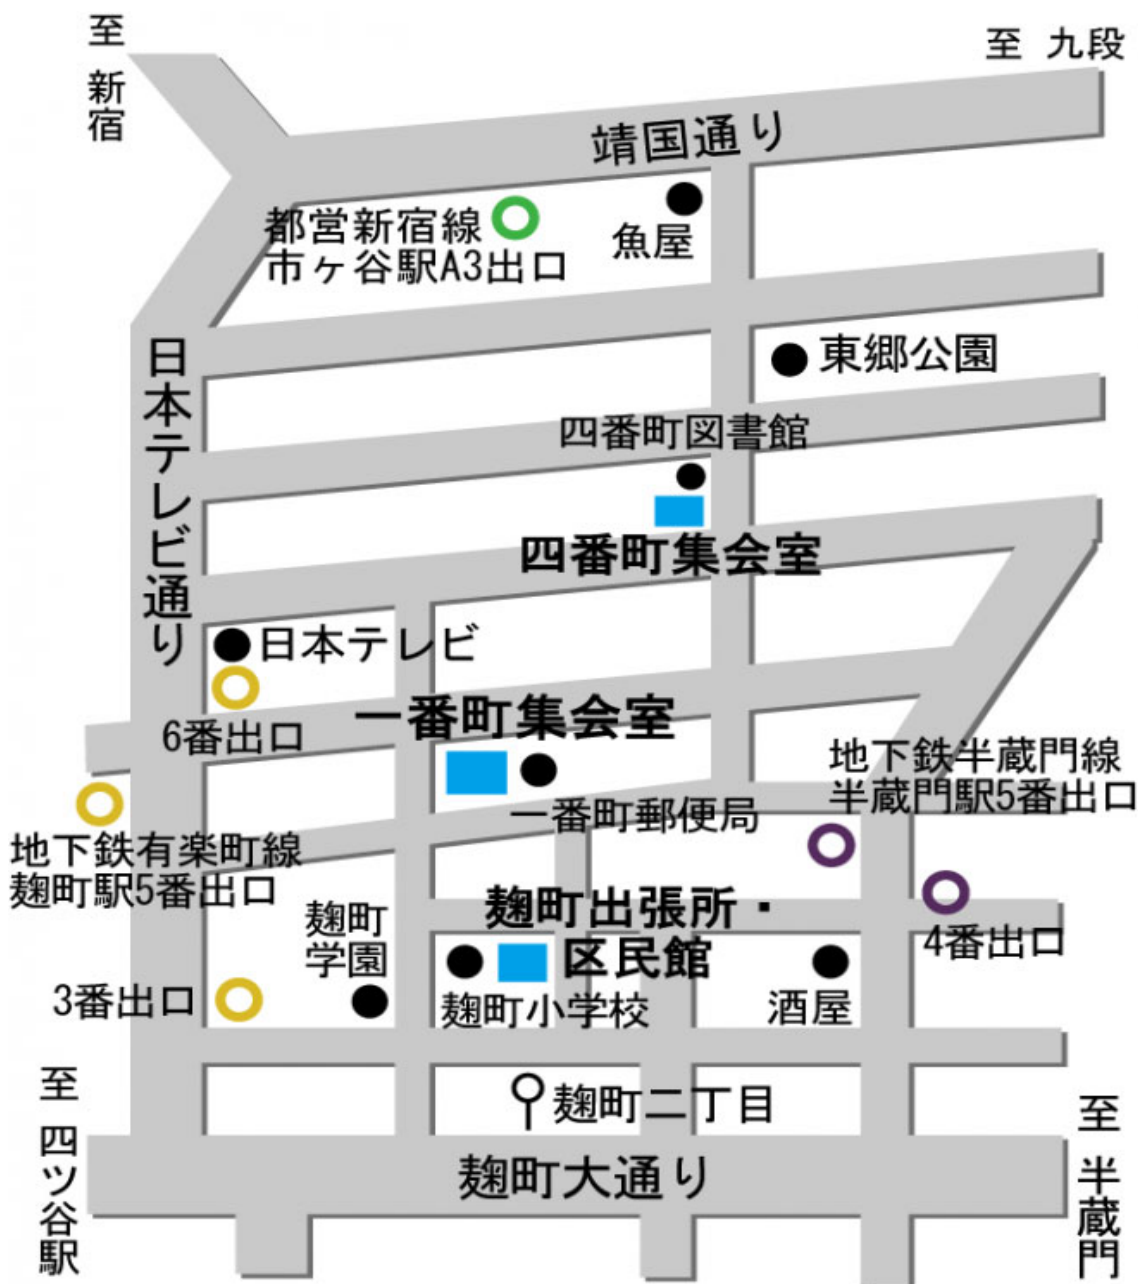 至 新宿
至 九段
靖国通り
都営新宿線
市ヶ谷駅A3出口
魚屋
日本テレビ通り
東郷公園
四番町図書館
四番町集会室
日本テレビ
一番町集会室
6番出口
地下鉄半蔵門線
半蔵門駅5番出口
一番町郵便局
地下鉄有楽町線
麹町駅5番出口
麹町
学園
麹町出張所・
区民館
4番出口
3番出口
麹町小学校
酒屋
至 四ツ谷駅
麹町二丁目
至 半蔵門
麹町大通り